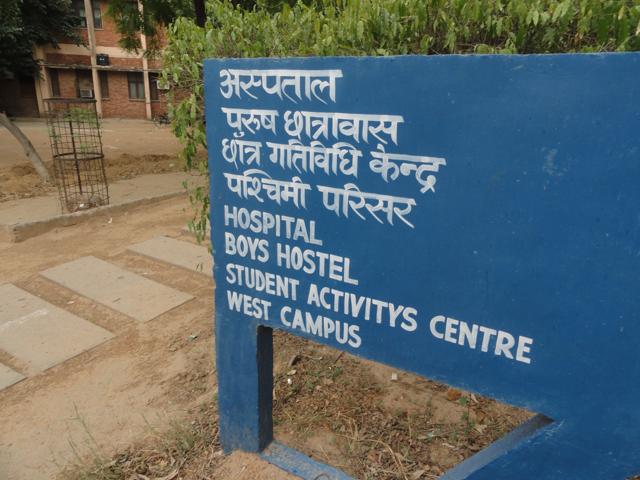 अस्पताल
पुरुष छात्रावास
छात्र गतिविधि केन्द्र
पश्चिमी परिसर
HOSPITAL
BOYS HOSTEL
STUDENT ACTIVITYS CENTRE
WEST CAMPUS